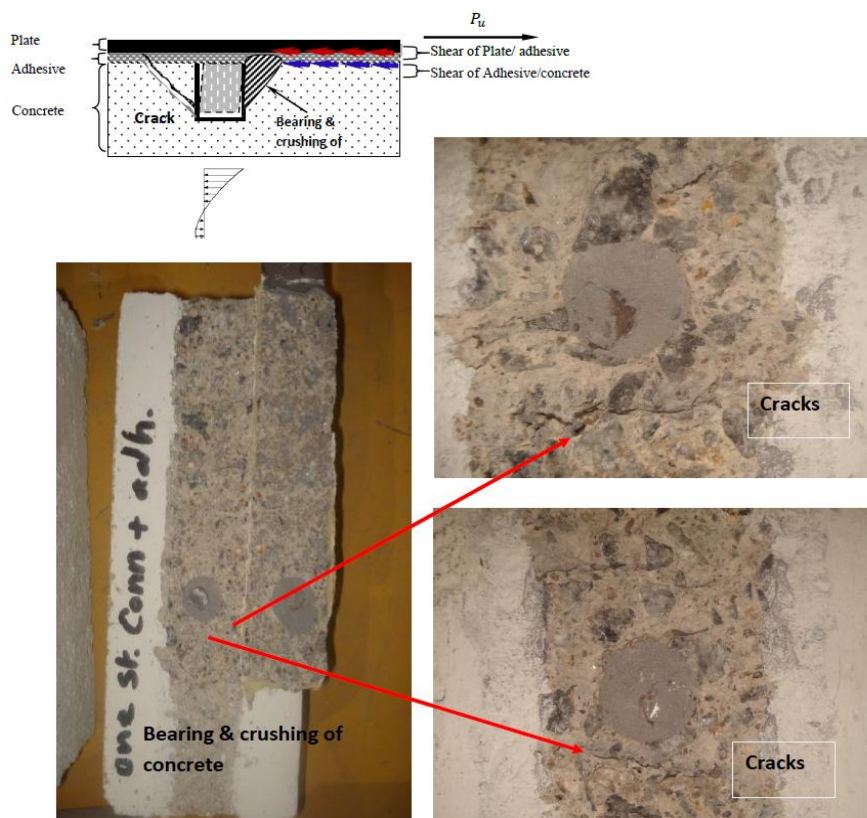 P_u
Plate
Shear of Plate/ adhesive
Adhesive
Shear of Adhesive/concrete
Concrete
Crack
Bearing &
crushing of
Cracks
one St. Conn + adh.
Bearing & crushing of
concrete
Cracks